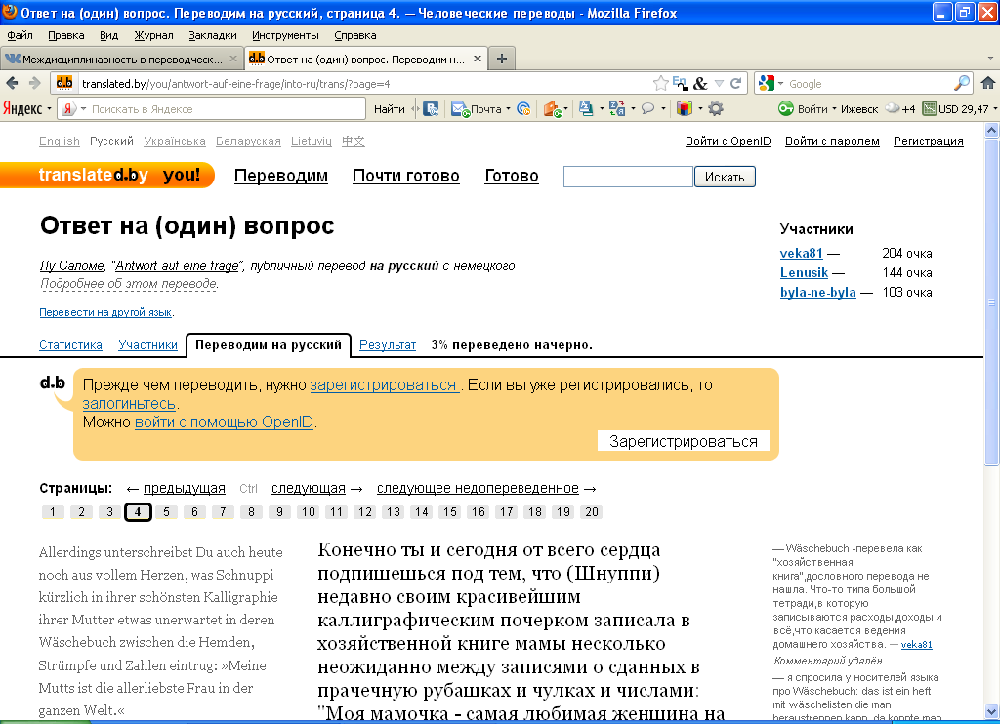 Ответ на (один) вопрос. Переводим на русский, страница 4. — Человеческие переводы - Mozilla Firefox
Файл Правка Вид Журнал Закладки Инструменты Справка
Междисциплинарность в переводческ... Ответ на (один) вопрос. Переводим н...
translated.by/you/antwort-auf-eine-frage/into-ru/trans/?page=4 Google
Яндекс Поискать в Яндексе Найти Почта Войти Ижевск +4 USD 29,47
English Русский Українська Беларуская Lietuvių 中文 Войти с OpenID Войти с паролем Регистрация
translated.by you! Переводим Почти готово Готово Искать
Ответ на (один) вопрос
Участники
veka81 — 204 очка
Lenusik — 144 очка
byla-ne-byla — 103 очка
Лу Саломе, "Antwort auf eine frage", публичный перевод на русский с немецкого
Подробнее об этом переводе.
Перевести на другой язык.
Статистика Участники Переводим на русский Результат 3% переведено начерно.
d.b Прежде чем переводить, нужно зарегистрироваться . Если вы уже регистрировались, то
залогиньтесь.
Можно войти с помощью OpenID.
Зарегистрироваться
Страницы: ← предыдущая Ctrl следующая → следующее недопереведенное →
1 2 3 4 5 6 7 8 9 10 11 12 13 14 15 16 17 18 19 20
Allerdings unterschreibst Du auch heute
noch aus vollem Herzen, was Schnuppi
kürzlich in ihrer schönsten Kalligraphie
ihrer Mutter etwas unerwartet in deren
Wäschebuch zwischen die Hemden,
Strümpfe und Zahlen eintrug: »Meine
Mutts ist die allerliebste Frau in der
ganzen Welt.«
Конечно ты и сегодня от всего сердца
подпишешься под тем, что (Шнуппи)
недавно своим красивейшим
каллиграфическим почерком записала в
хозяйственной книге мамы несколько
неожиданно между записями о сданных в
прачечную рубашках и чулках и числами:
"Моя мамочка - самая любимая женщина на
— Wäschebuch -перевела как
"хозяйственная
книга",дословного перевода не
нашла. Что-то типа большой
тетради,в которую
записываются расходы,доходы и
всё,что касается ведения
домашнего хозяйства. — veka81
Комментарий удалён
— я спросила у носителей языка
про Wäschebuch: das ist ein heft
mit wäschelisten die man
heraustrennen kann. da konnte man